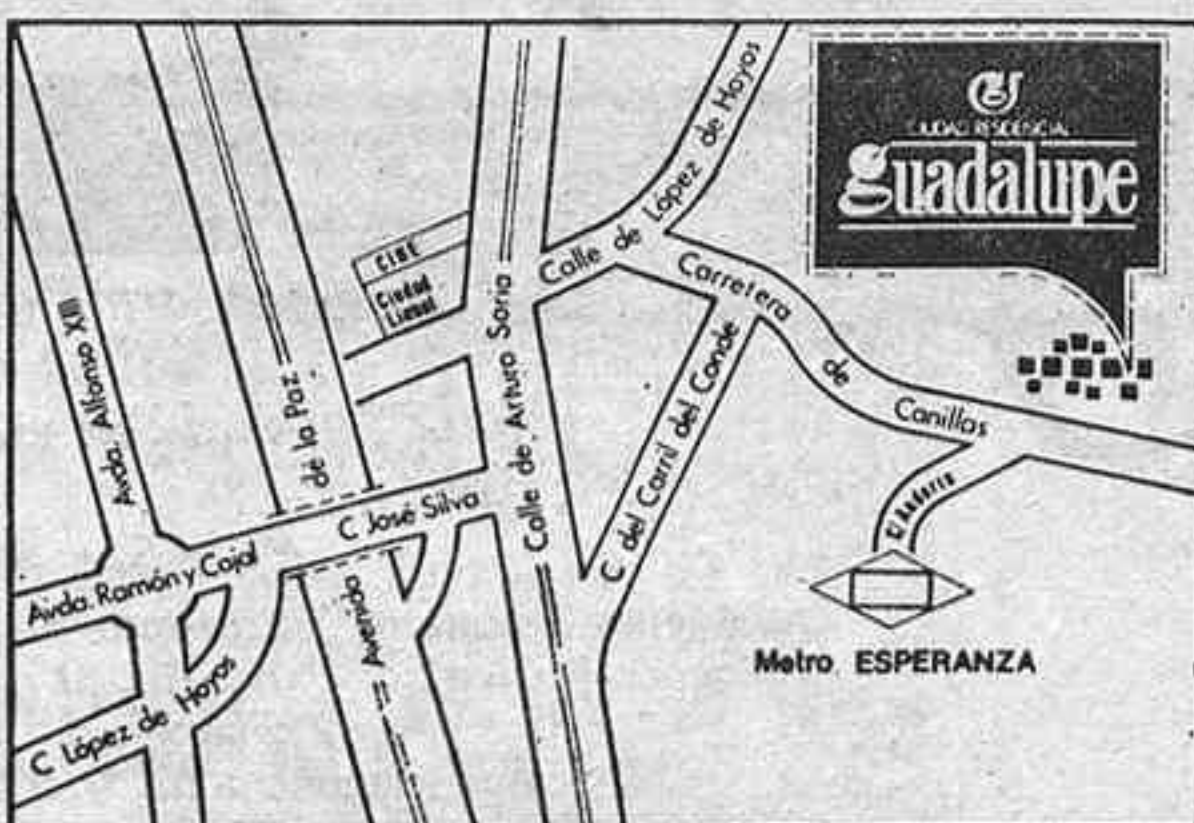 CIUDAD RESIDENCIAL
guadalupe
Calle de López de Hoyos
CINE
Ciudad
Lineal
Carretera de Canillas
Avda. Alfonso XIII
Avenida de la Paz
Calle de Arturo Soria
C. del Carril del Conde
C José Silva
Avda. Ramón y Cajal
C López de Hoyos
C/
Metro ESPERANZA